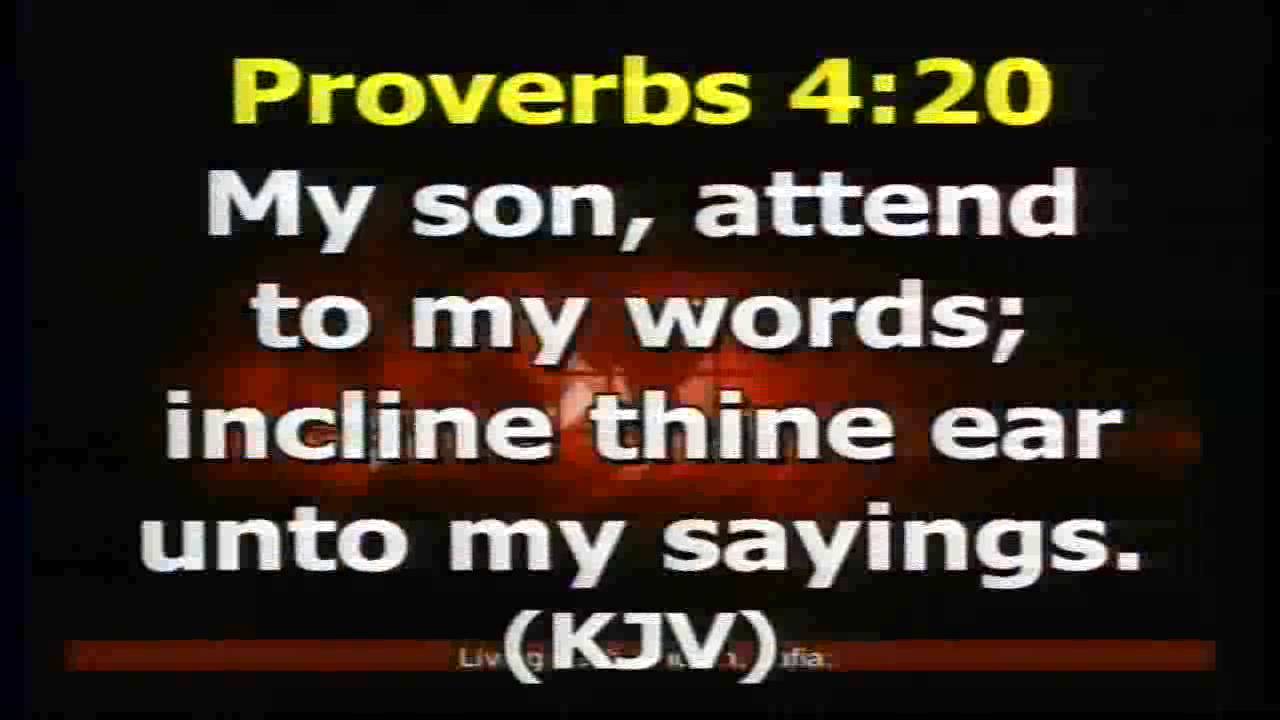 Proverbs 4:20
My son, attend
to my words;
incline thine ear
unto my sayings.
(KJV)